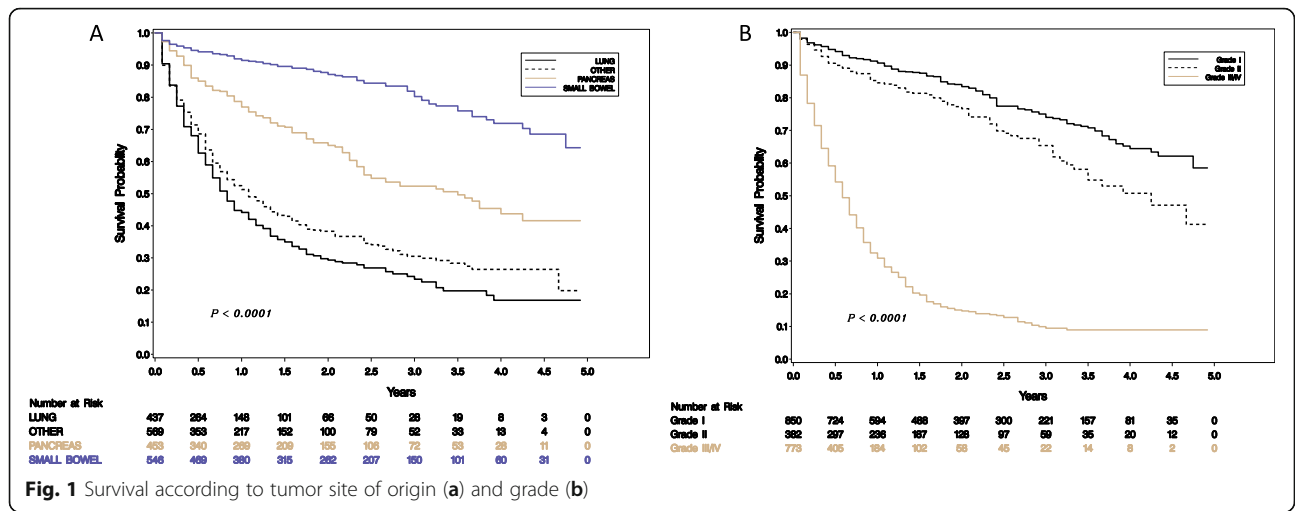 A
1.0
0.9
0.8
0.7
0.6
0.5
0.4
0.3
0.2
0.1
0.0
Survival Probability
LUNG
OTHER
PANCREAS
SMALL BOWEL
P < 0.0001
0.0 0.5 1.0 1.5 2.0 2.5 3.0 3.5 4.0 4.5 5.0
Years
Number at Risk
LUNG 437 264 148 101 66 50 28 19 8 3 0
OTHER 569 353 217 152 100 79 52 33 13 4 0
PANCREAS 453 340 269 209 155 106 72 53 28 11 0
SMALL BOWEL 546 469 380 315 262 207 150 101 60 31 0
B
1.0
0.9
0.8
0.7
0.6
0.5
0.4
0.3
0.2
0.1
0.0
Survival Probability
Grade I
Grade II
Grade III/IV
P < 0.0001
0.0 0.5 1.0 1.5 2.0 2.5 3.0 3.5 4.0 4.5 5.0
Years
Number at Risk
Grade I 850 724 594 488 397 300 221 157 81 35 0
Grade II 382 297 236 187 128 97 59 35 20 12 0
Grade III/IV 773 405 184 102 58 45 22 14 8 2 0
Fig. 1 Survival according to tumor site of origin (a) and grade (b)